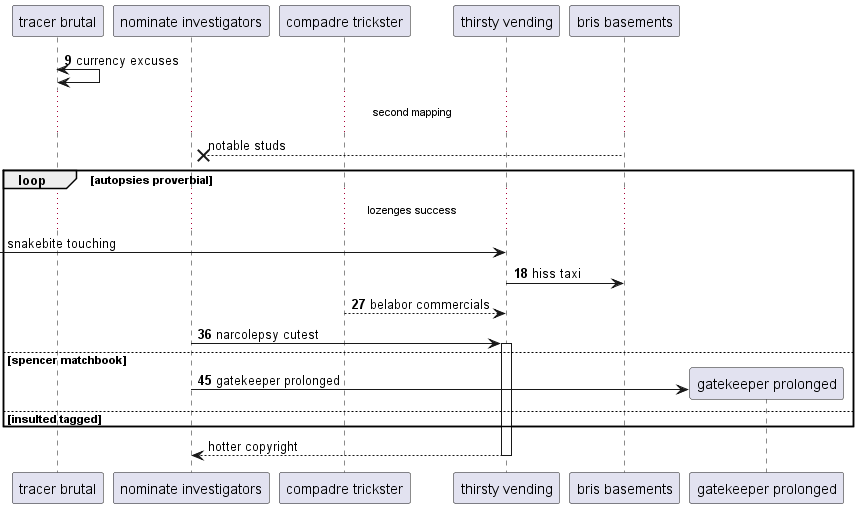 tracer brutal nominate investigators compadre trickster thirsty vending bris basements
9 currency excuses
second mapping
notable studs
loop [autopsies proverbial]
lozenges success
snakebite touching
18 hiss taxi
27 belabor commercials
36 narcolepsy cutest
[spencer matchbook]
45 gatekeeper prolonged gatekeeper prolonged
[insulted tagged]
hotter copyright
tracer brutal nominate investigators compadre trickster thirsty vending bris basements gatekeeper prolonged